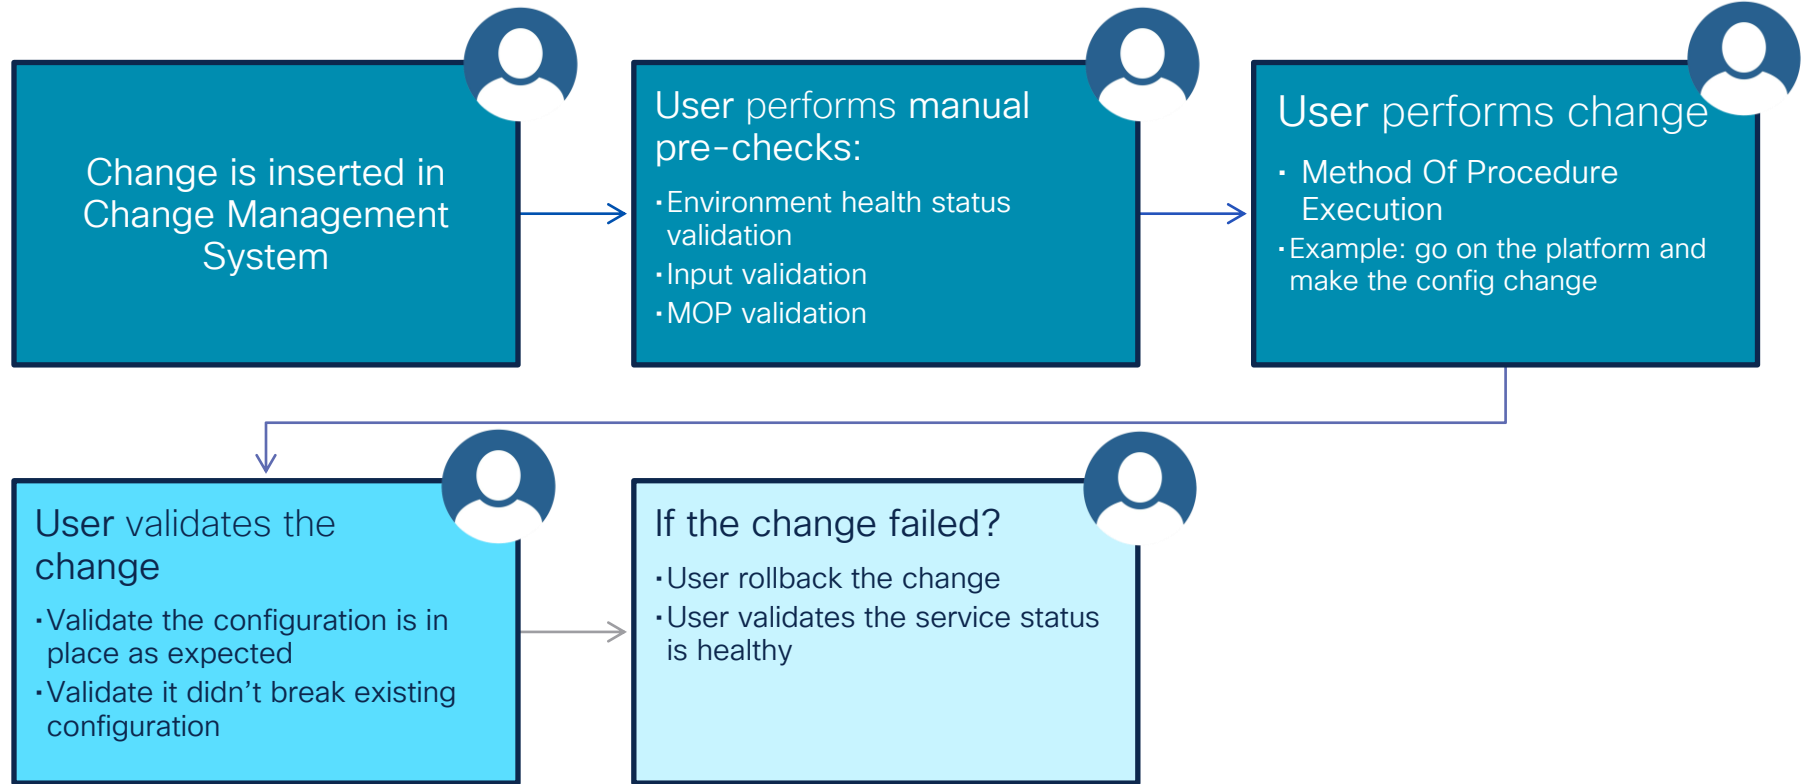 Change is inserted in
Change Management
System
User performs manual
pre-checks:
▪Environment health status
validation
▪Input validation
▪MOP validation
User performs change
▪ Method Of Procedure
Execution
▪Example: go on the platform and
make the config change
User validates the
change
▪Validate the configuration is in
place as expected
▪Validate it didn’t break existing
configuration
If the change failed?
▪User rollback the change
▪User validates the service status
is healthy